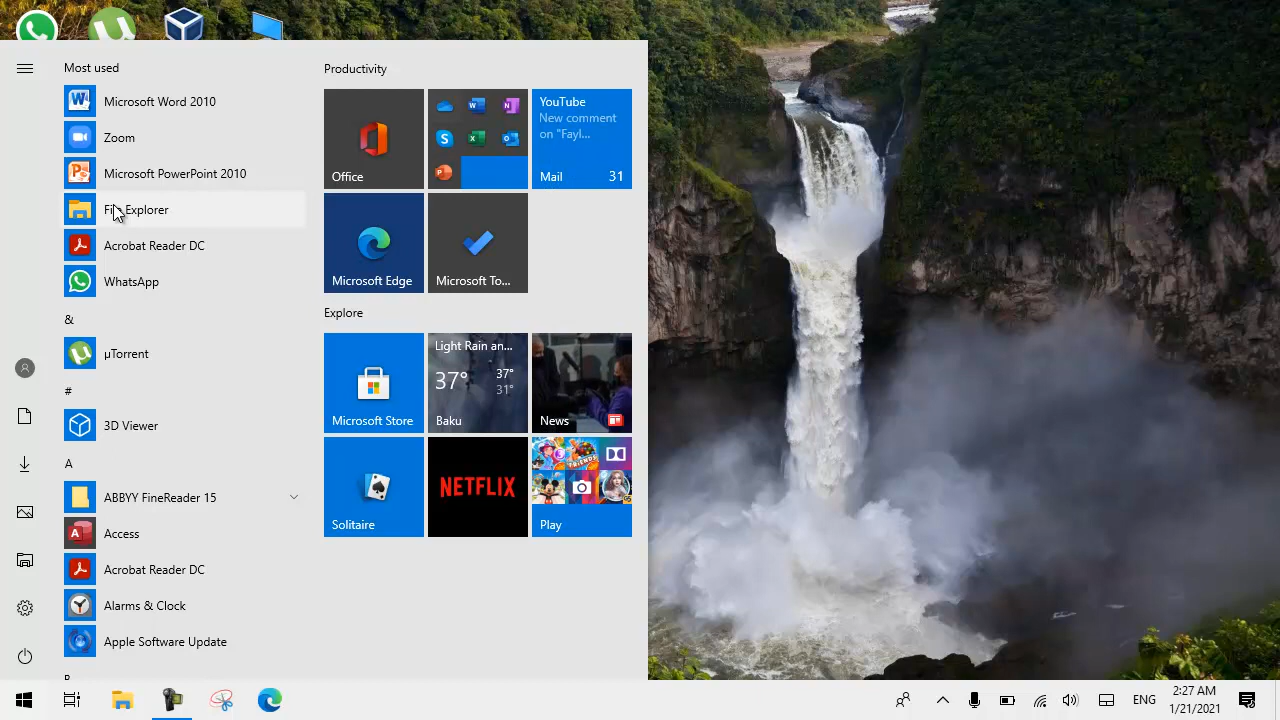 Most used
Microsoft Word 2010
Zoom
Microsoft PowerPoint 2010
File Explorer
Acrobat Reader DC
WhatsApp
&
µTorrent
#
3D Viewer
A
ABBYY FineReader 15
Access
Acrobat Reader DC
Alarms & Clock
Apple Software Update
Productivity
Office
YouTube
New comment
on "Fayl...
Mail 31
Microsoft Edge
Microsoft To...
Explore
Microsoft Store
Light Rain an...
37° 37°
31°
Baku
News
Solitaire
NETFLIX
Play
ENG
2:27 AM
1/21/2021